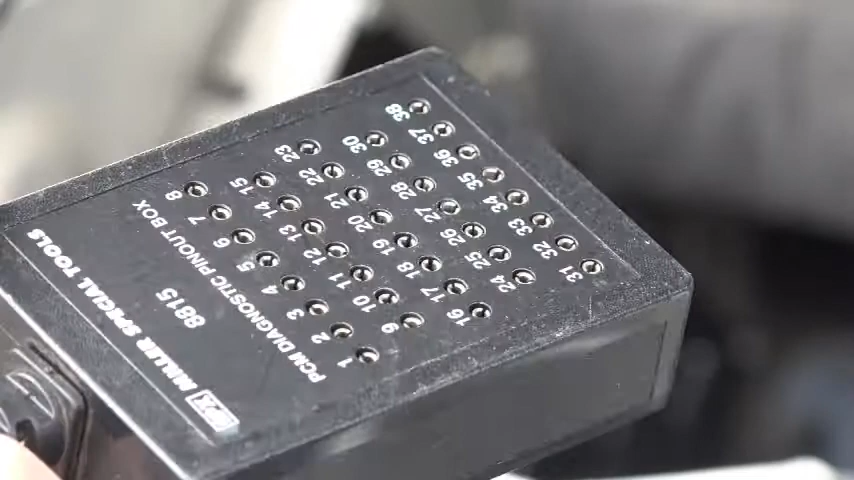 MILLER SPECIAL TOOLS
8815
PCM DIAGNOSTIC PINOUT BOX
1 2 3 4 5 6 7 8
9 10 11 12 13 14 15
16 17 18 19 20 21 22 23
24 25 26 27 28 29 30
31 32 33 34 35 36 37 38